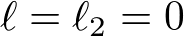 ℓ = ℓ₂ = 0